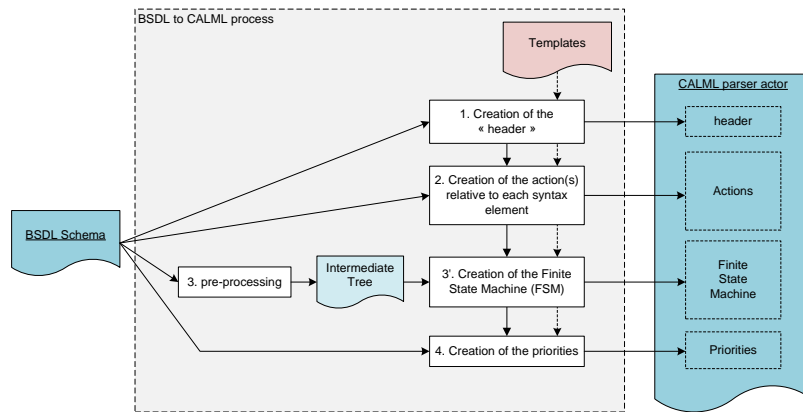 BSDL to CALML process
Templates
CALML parser actor
1. Creation of the
« header »
header
2. Creation of the action(s)
relative to each syntax
element
Actions
BSDL Schema
3. pre-processing
Intermediate
Tree
3'. Creation of the Finite
State Machine (FSM)
Finite
State
Machine
4. Creation of the priorities
Priorities